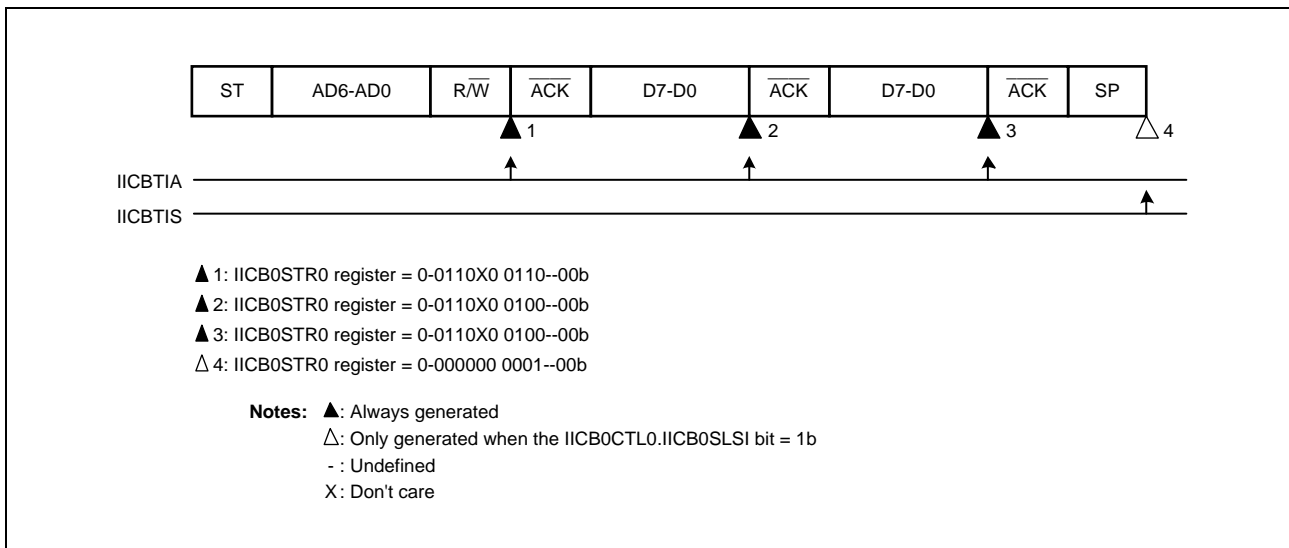 ST AD6-AD0 R/W ACK D7-D0 ACK D7-D0 ACK SP
1 2 3 4
IICBTIA
IICBTIS
▲ 1: IICB0STR0 register = 0-0110X0 0110--00b
▲ 2: IICB0STR0 register = 0-0110X0 0100--00b
▲ 3: IICB0STR0 register = 0-0110X0 0100--00b
△ 4: IICB0STR0 register = 0-000000 0001--00b
Notes: ▲: Always generated
△: Only generated when the IICB0CTL0.IICB0SLSI bit = 1b
- : Undefined
X : Don't care